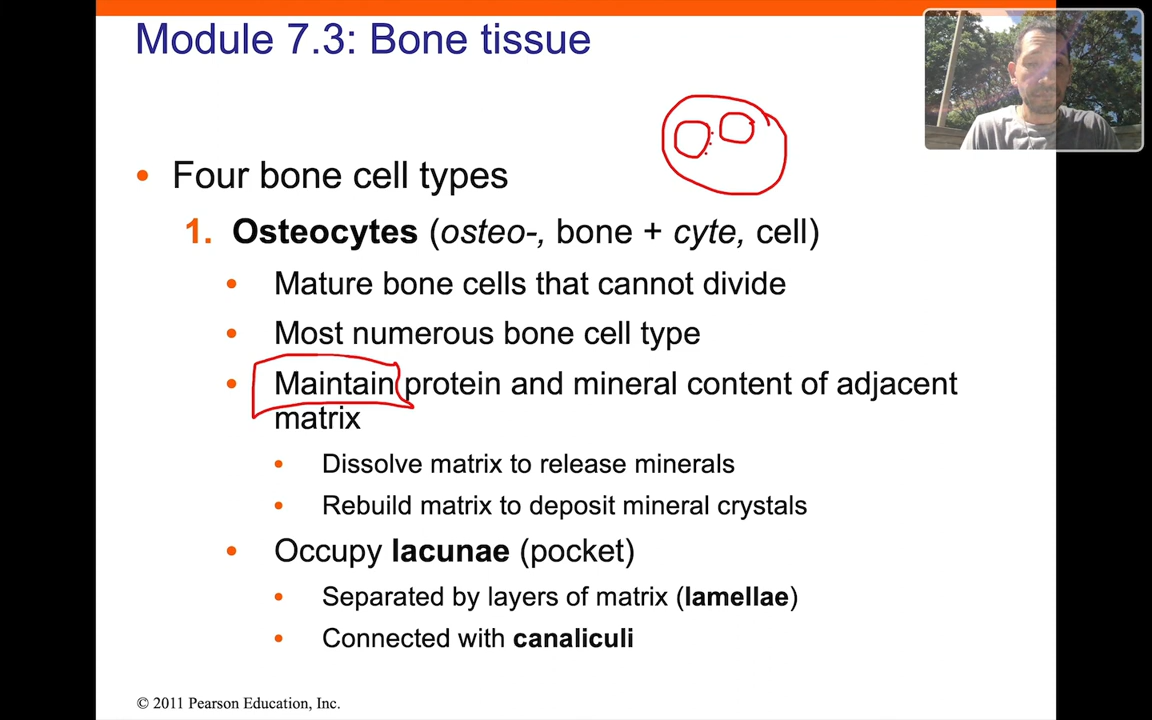 Module 7.3: Bone tissue
• Four bone cell types
1. Osteocytes (osteo-, bone + cyte, cell)
• Mature bone cells that cannot divide
• Most numerous bone cell type
• Maintain protein and mineral content of adjacent
matrix
• Dissolve matrix to release minerals
• Rebuild matrix to deposit mineral crystals
• Occupy lacunae (pocket)
• Separated by layers of matrix (lamellae)
• Connected with canaliculi
© 2011 Pearson Education, Inc.